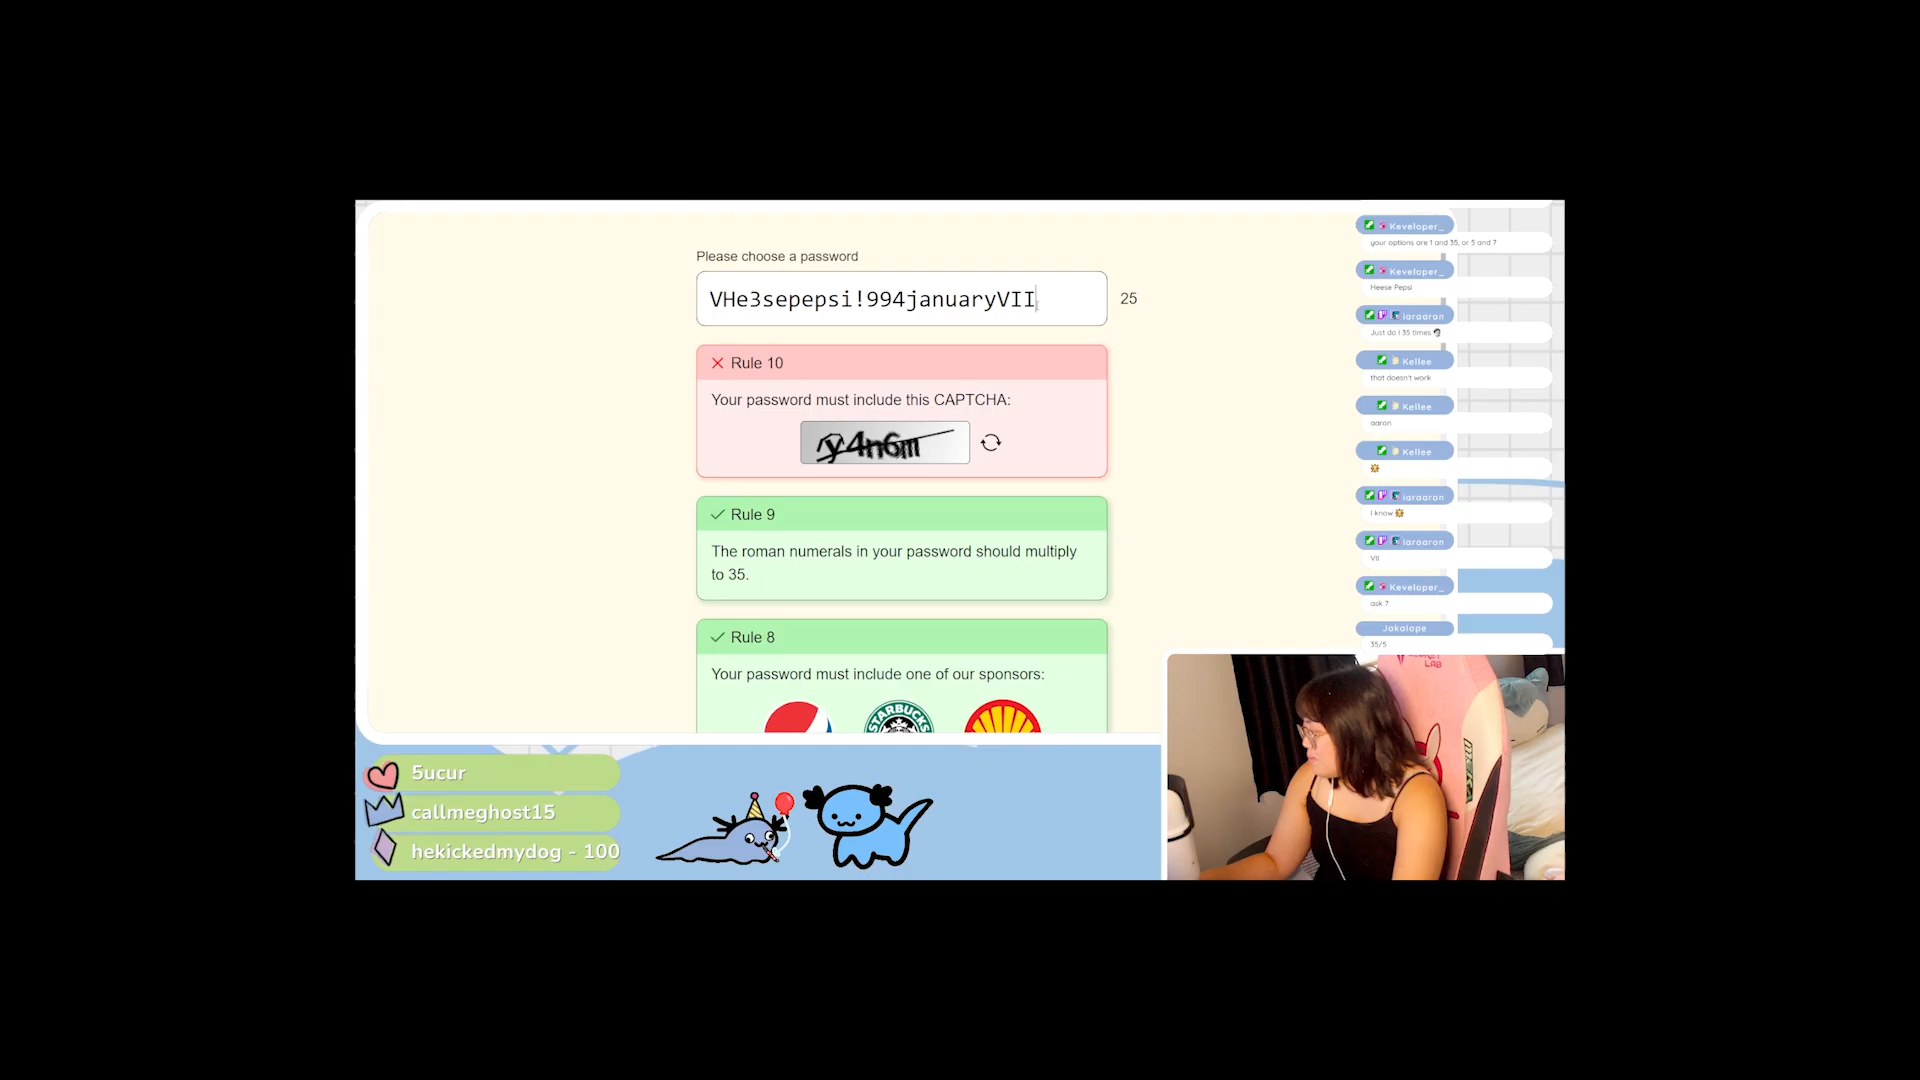 Please choose a password
VHe3sepepsi!994januaryVII
25
Rule 10
Your password must include this CAPTCHA:
y4n6m
Rule 9
The roman numerals in your password should multiply
to 35.
Rule 8
Your password must include one of our sponsors:
STARBUCKS
Keveloper_
your options are 1 and 35, or 5 and 7
Keveloper_
Heese Pepsi
iaraaron
Just do I 35 times
Kellee
that doesn't work
Kellee
aaron
Kellee
iaraaron
I know
iaraaron
VII
Keveloper_
ask 7
Jakalope
35/5
LAB
5ucur
callmeghost15
hekickedmydog - 100